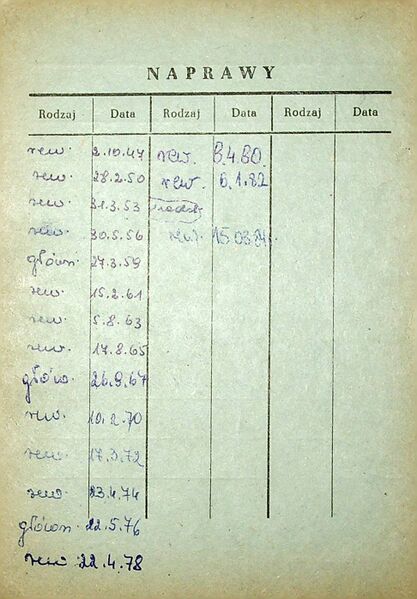 NAPRAWY
Rodzaj Data Rodzaj Data Rodzaj Data
rew. 2.10.47 rew. 8.4.80.
rew. 28.2.50 rew. 6.1.82
rew. 31.3.53
rew. 30.5.56 rew. 15.03.84.
główn. 27.3.59
rew. 15.2.61
rew. 5.8.63
rew. 17.8.65
główn. 26.9.67
rew. 10.2.70
rew. 17.3.72
rew. 23.4.74
główn. 22.5.76
rew 22.4.78